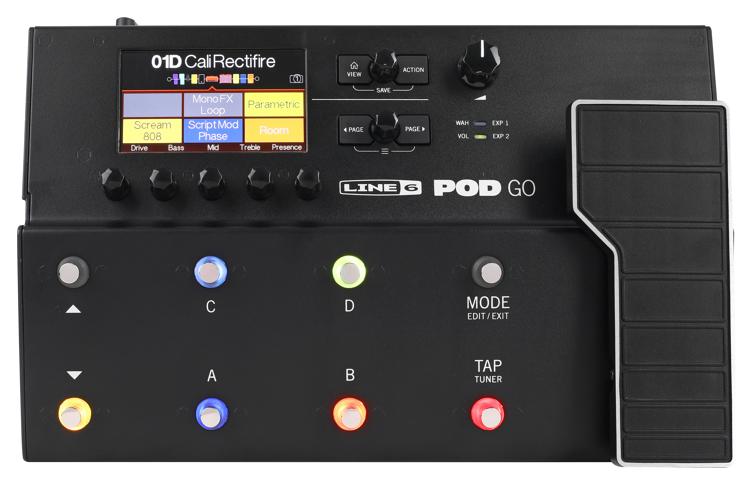 01D Cali Rectifire
Mono FX
Loop
Parametric
Scream
808
Script Mod
Phase
Room
Drive Bass Mid Treble Presence
VIEW
ACTION
SAVE
PAGE
PAGE
WAH EXP 1
VOL EXP 2
LINE 6 POD GO
C
D
MODE
EDIT/EXIT
A
B
TAP
TUNER